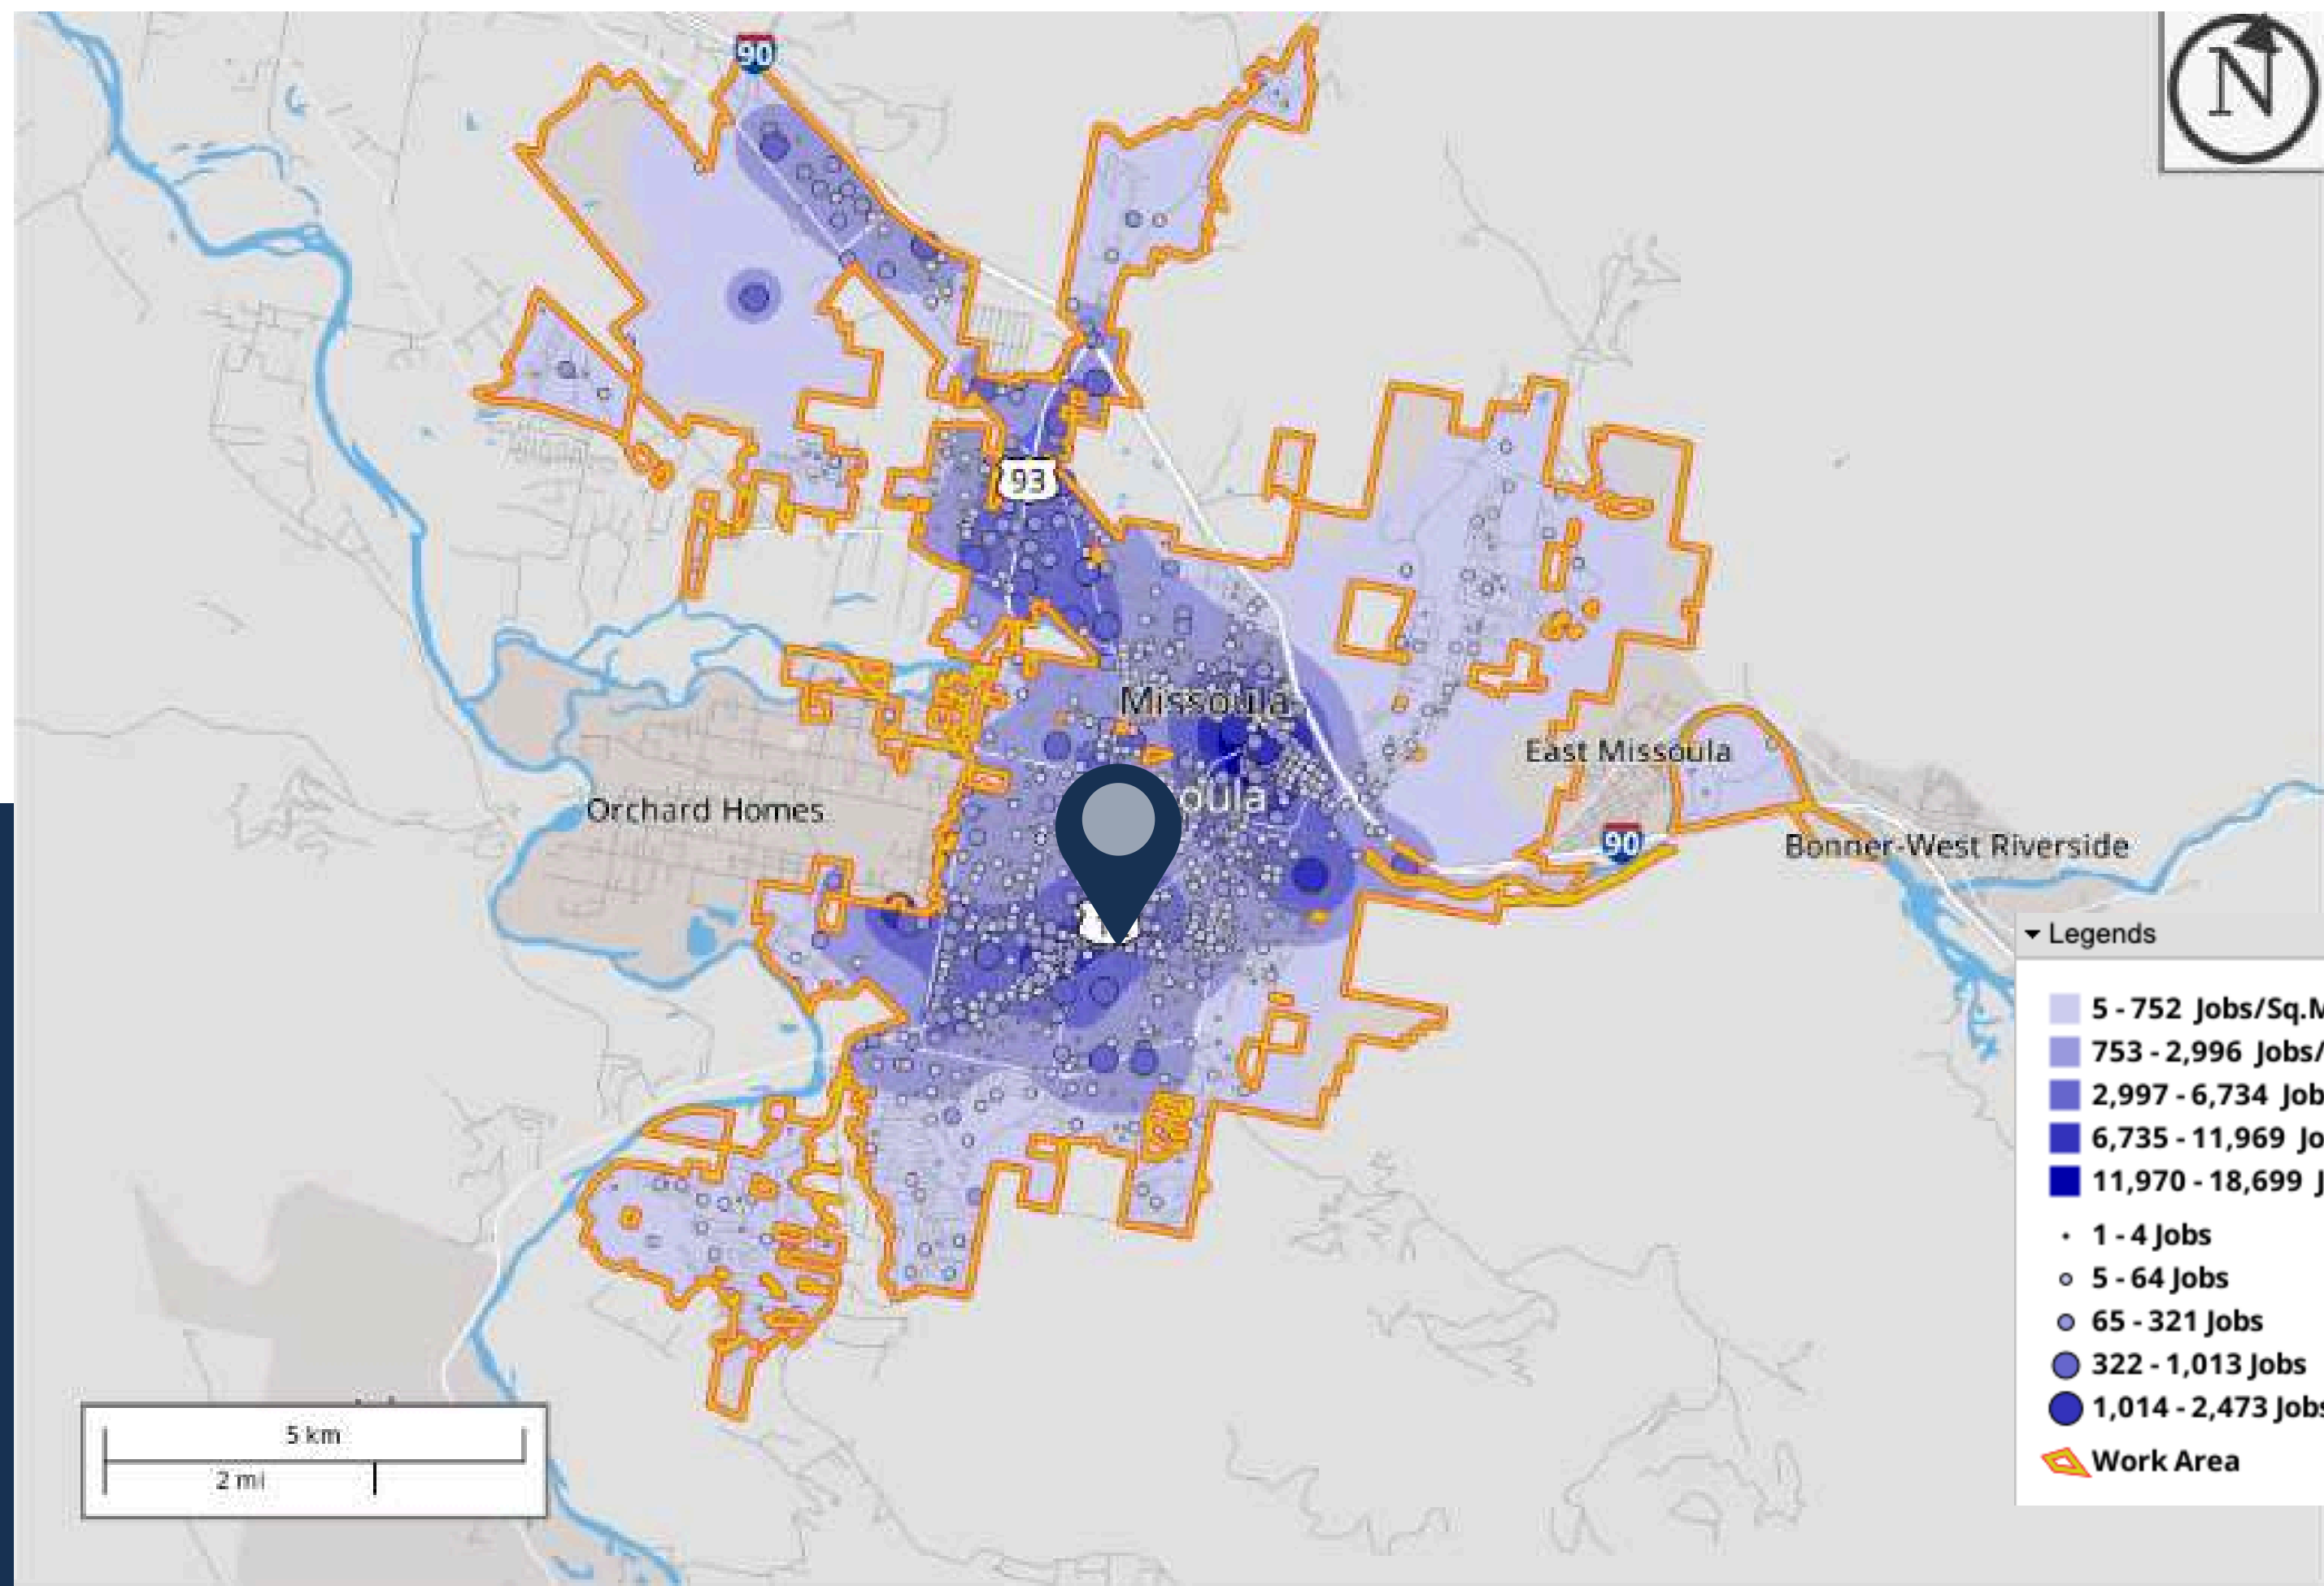 90
N
93
Missoula
oula
East Missoula
Orchard Homes
90
Bonner-West Riverside
Legends
5 - 752 Jobs/Sq.M
753 - 2,996 Jobs/
2,997 - 6,734 Job
6,735 - 11,969 Jo
11,970 - 18,699 J
1 - 4 Jobs
5 - 64 Jobs
65 - 321 Jobs
322 - 1,013 Jobs
1,014 - 2,473 Jobs
Work Area
5 km
2 mi